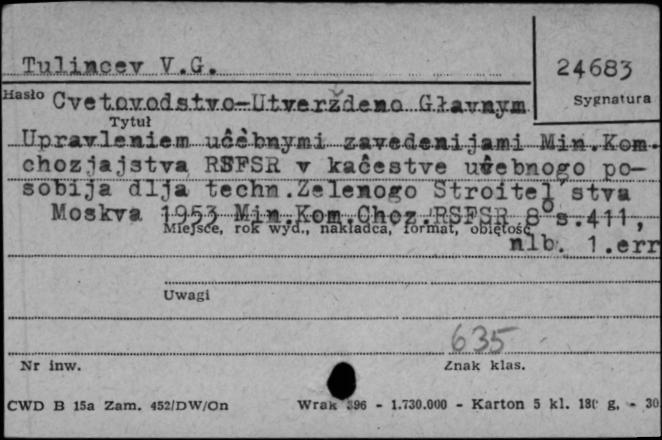 Tulincev V.G.
24683
Hasło Cvetovodstvo-Utverždeno Gławnym
Sygnatura
Tytuł
Upravleniem učebnymi zavedenijami Min.Kom.
chozjajstva RSFSR v kačestve učebnogo po-
sobija dlja techn.Zelenogo Stroitel'stva
Moskva 1953 Min.Kom.Choz.RSFSR 8° s.411,
Miejsce, rok wyd., nakładca, format, objętość
nlb. 1.err
Uwagi
635
Nr inw.
Znak klas.
CWD B 15a Zam. 452/DW/On Wrak 396 - 1.730.000 - Karton 5 kl. 180 g. - 30